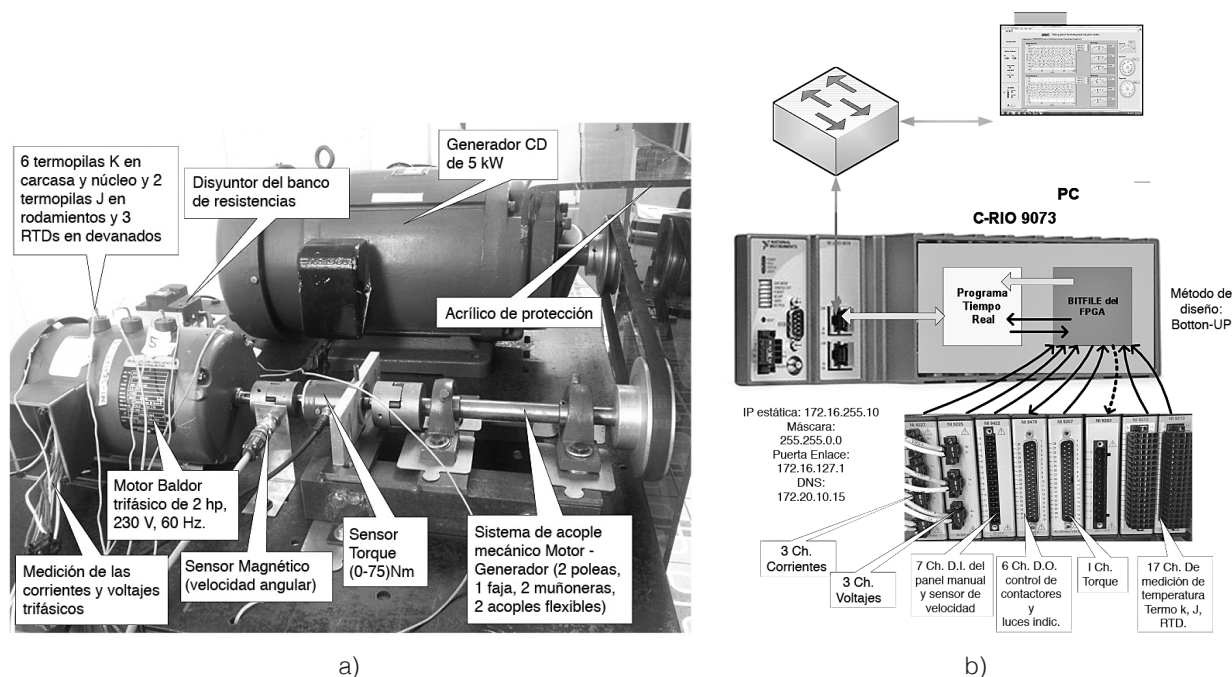 6 termopilas K en
carcasa y núcleo y 2
termopilas J en
rodamientos y 3
RTDs en devanados
Disyuntor del banco
de resistencias
Generador CD
de 5 kW
Acrílico de protección
Motor Baldor
trifásico de 2 hp,
230 V, 60 Hz.
Medición de las
corrientes y voltajes
trifásicos
Sensor Magnético
(velocidad angular)
Sensor
Torque
(0-75)Nm
Sistema de acople
mecánico Motor -
Generador (2 poleas,
1 faja, 2 muñoneras,
2 acoples flexibles)
a)
PC
C-RIO 9073
NATIONAL
INSTRUMENTS
Programa
Tiempo
Real
BITFILE del
FPGA
Método de
diseño:
Botton-UP
IP estática: 172.16.255.10
Máscara:
255.255.0.0
Puerta Enlace:
172.16.127.1
DNS:
172.20.10.15
3 Ch.
Corrientes
3 Ch.
Voltajes
7 Ch. D.I. del
panel manual
y sensor de
velocidad
6 Ch. D.O.
control de
contactores
y
luces indic.
I Ch.
Torque
17 Ch. De
medición de
temperatura
Termo k, J,
RTD.
b)